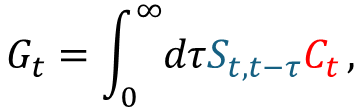 G_t = ∫_0^∞ dτ S_{t,t−τ} C_t ,